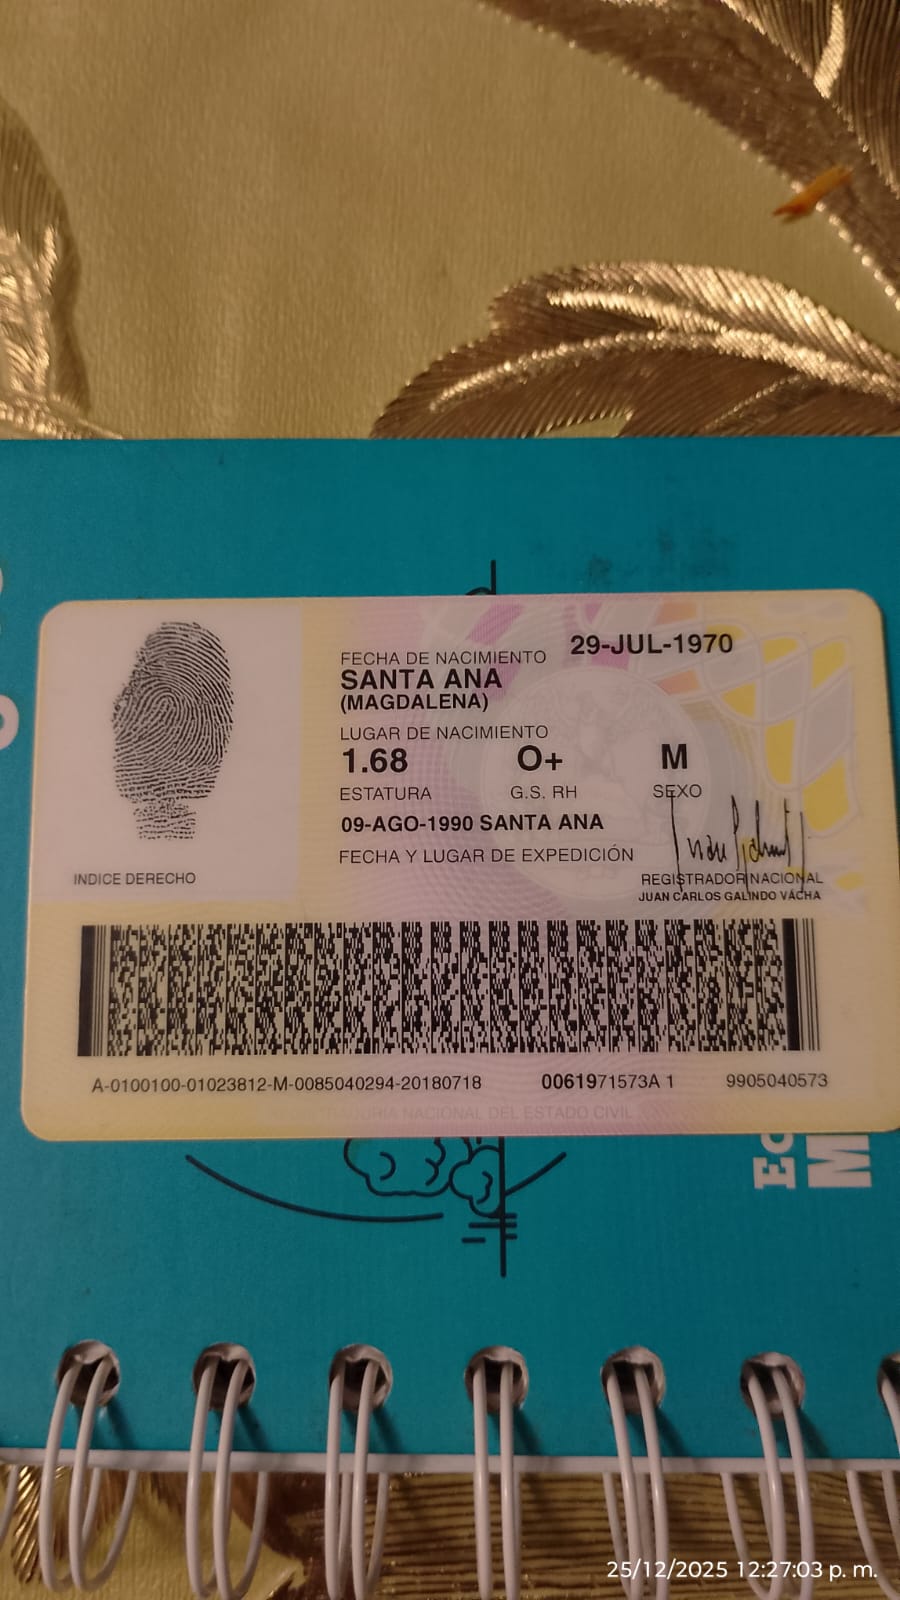 29-JUL-1970
FECHA DE NACIMIENTO
SANTA ANA
(MAGDALENA)
LUGAR DE NACIMIENTO
1.68 O+ M
ESTATURA G.S. RH SEXO
09-AGO-1990 SANTA ANA
FECHA Y LUGAR DE EXPEDICIÓN
INDICE DERECHO
REGISTRADOR NACIONAL
JUAN CARLOS GALINDO VÁCHA
A-0100100-01023812-M-0085040294-20180718 0061971573A 1 9905040573
REGISTRADURIA NACIONAL DEL ESTADO CIVIL
25/12/2025 12:27:03 p. m.